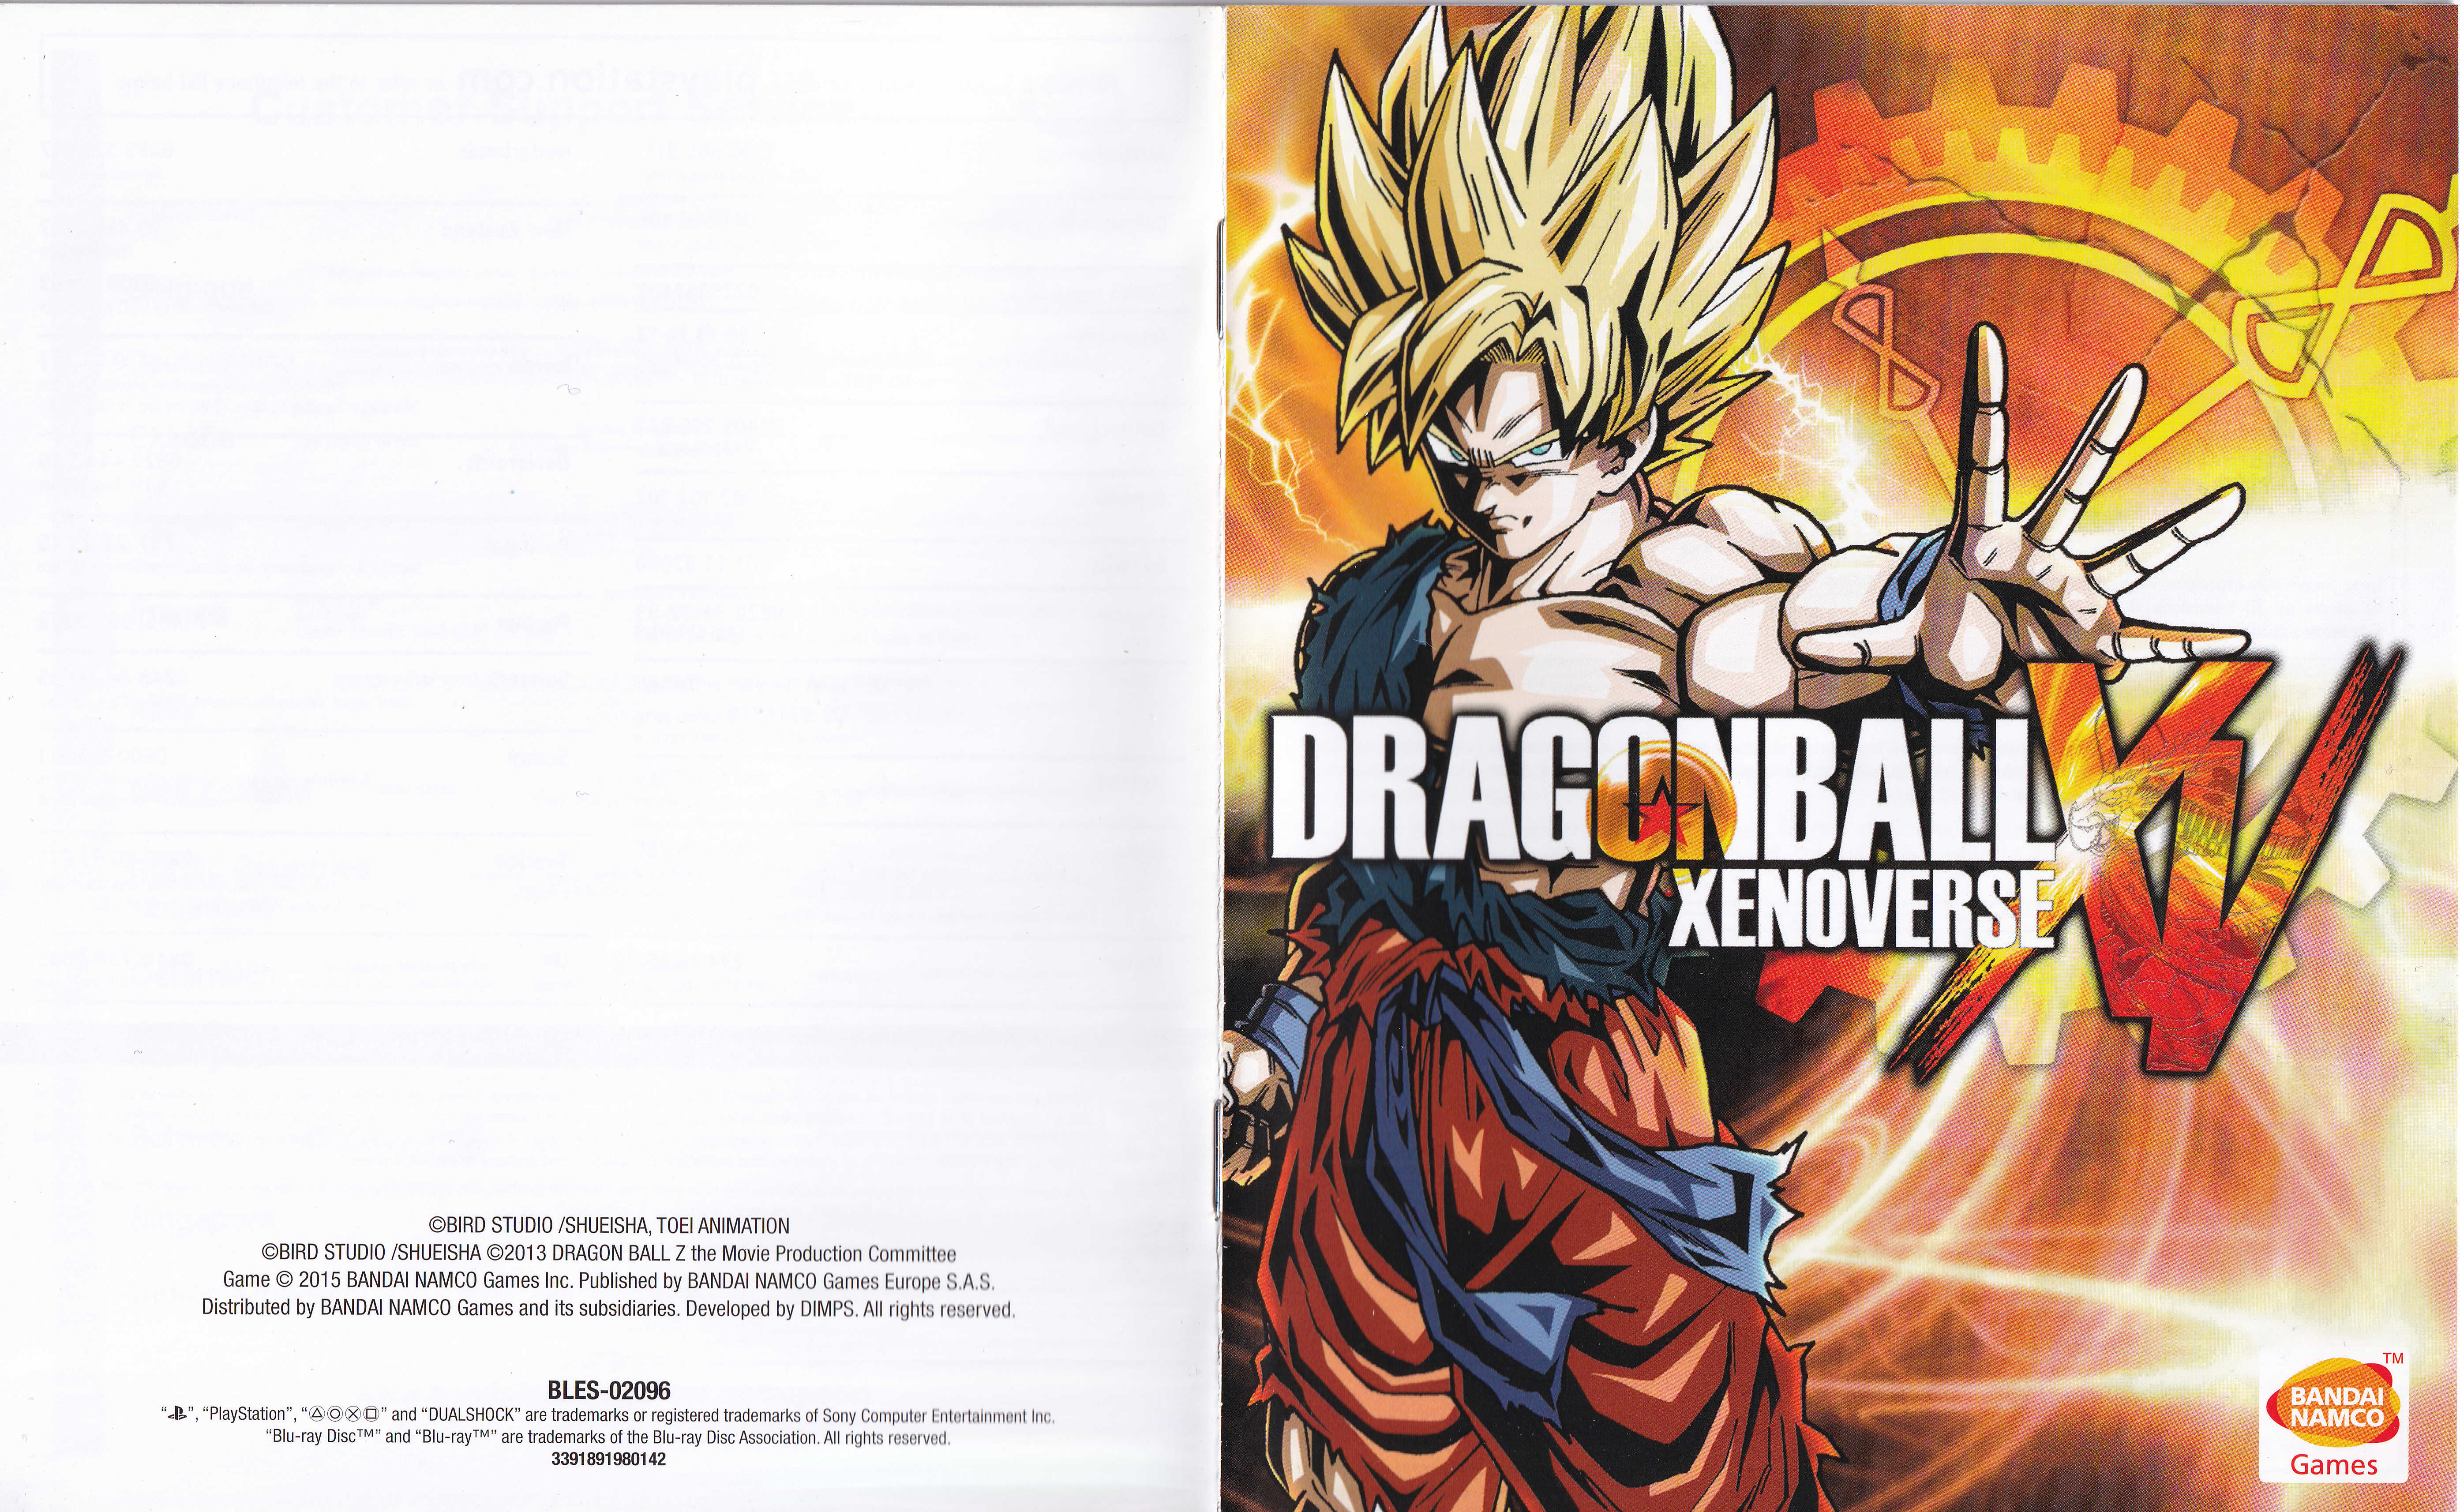 ©BIRD STUDIO /SHUEISHA, TOEI ANIMATION
©BIRD STUDIO /SHUEISHA ©2013 DRAGON BALL Z the Movie Production Committee
Game © 2015 BANDAI NAMCO Games Inc. Published by BANDAI NAMCO Games Europe S.A.S.
Distributed by BANDAI NAMCO Games and its subsidiaries. Developed by DIMPS. All rights reserved.
BLES-02096
“”, “PlayStation”, “△○×□” and “DUALSHOCK” are trademarks or registered trademarks of Sony Computer Entertainment Inc.
“Blu-ray Disc™” and “Blu-ray™” are trademarks of the Blu-ray Disc Association. All rights reserved.
3391891980142
DRAGONBALL
XENOVERSE
XV
BANDAI
NAMCO
Games
TM